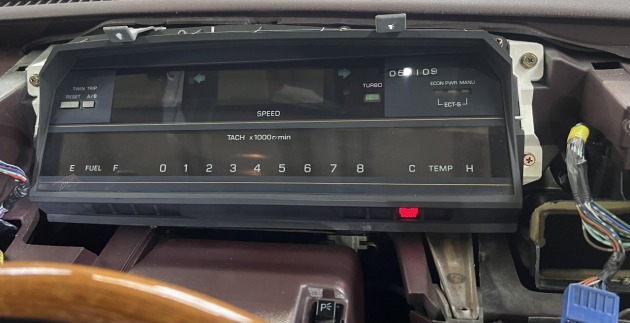 TWIN TRIP
RESET A/B
TURBO
ECON PWR MANU
ECT-S
SPEED
TACH x1000r/min
E FUEL F 0 1 2 3 4 5 6 7 8 C TEMP H
P